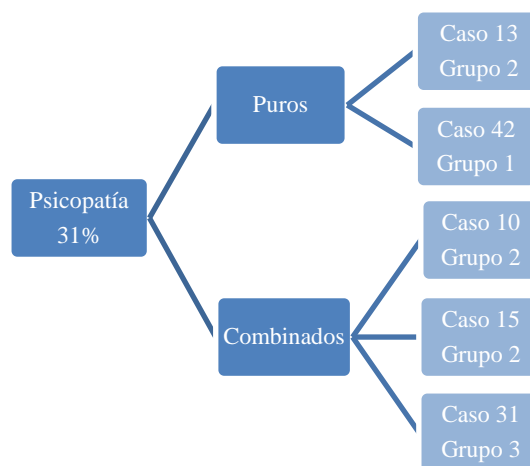 Psicopatía
31%
Puros
Caso 13
Grupo 2
Caso 42
Grupo 1
Combinados
Caso 10
Grupo 2
Caso 15
Grupo 2
Caso 31
Grupo 3